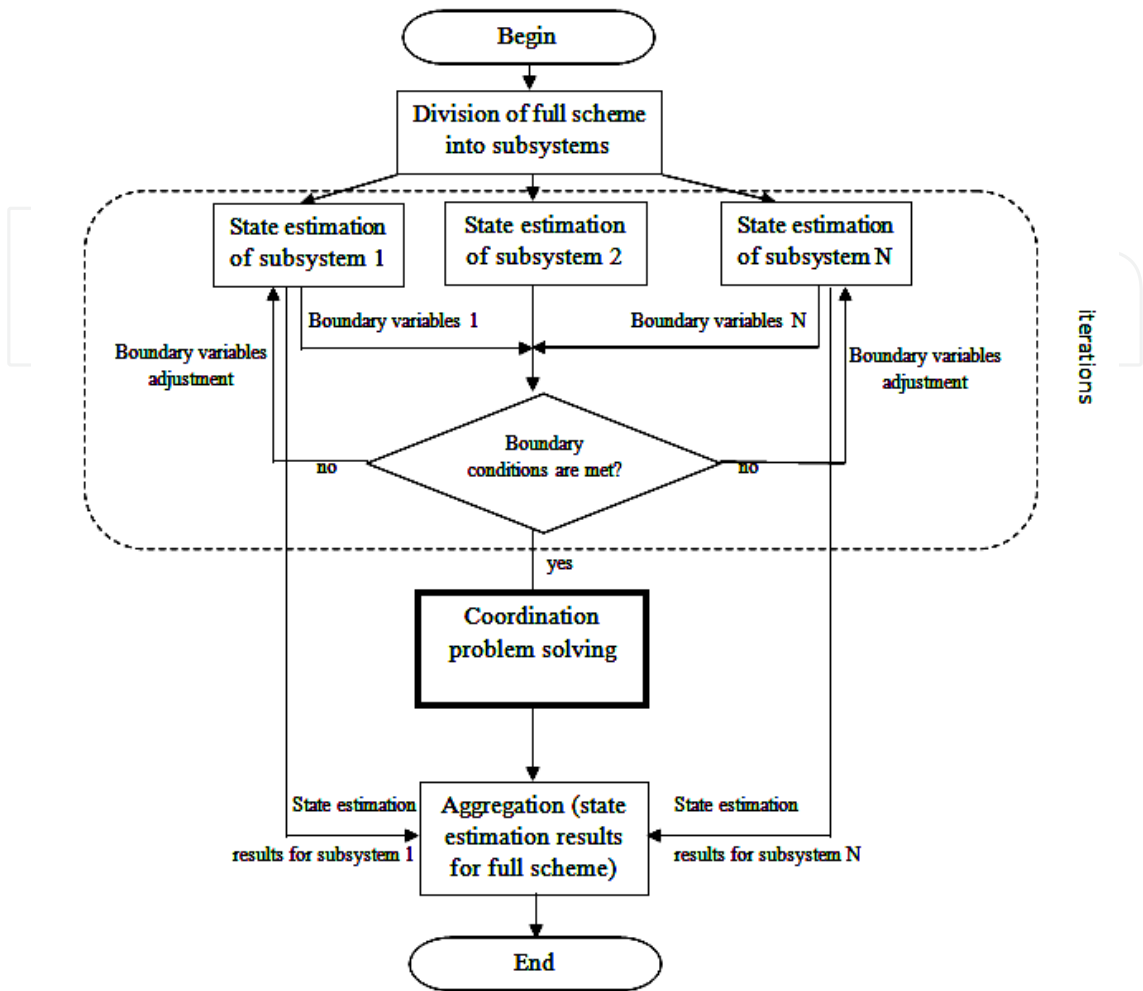 Begin
Division of full scheme
into subsystems
State estimation
of subsystem 1
State estimation
of subsystem 2
State estimation
of subsystem N
Boundary variables 1
Boundary variables N
Boundary variables
adjustment
Boundary variables
adjustment
iterations
Boundary
conditions are met?
no
no
yes
Coordination
problem solving
State estimation
results for subsystem 1
Aggregation (state
estimation results
for full scheme)
State estimation
results for subsystem N
End